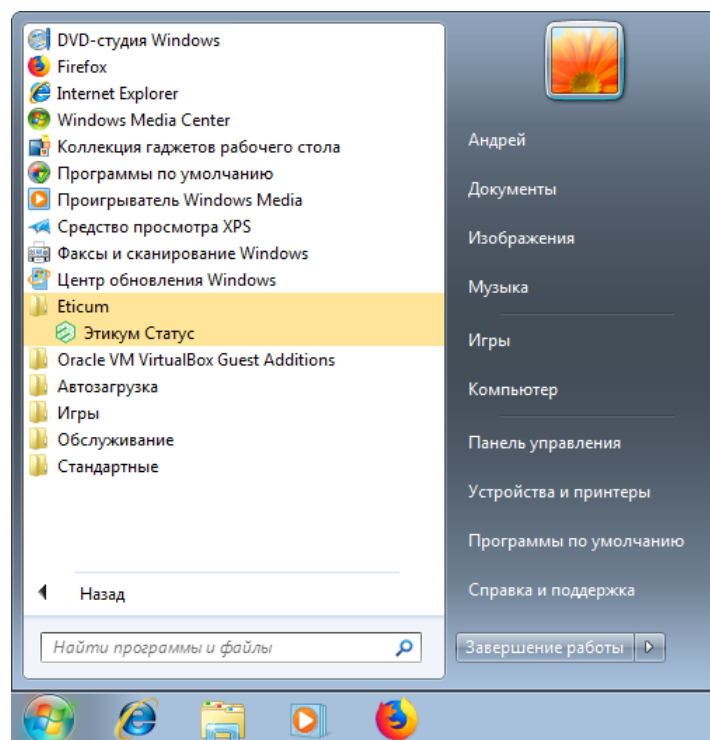 DVD-студия Windows
Firefox
Internet Explorer
Windows Media Center
Коллекция гаджетов рабочего стола
Программы по умолчанию
Проигрыватель Windows Media
Средство просмотра XPS
Факсы и сканирование Windows
Центр обновления Windows
Eticum
Этикум Статус
Oracle VM VirtualBox Guest Additions
Автозагрузка
Игры
Обслуживание
Стандартные
Назад
Найти программы и файлы
Андрей
Документы
Изображения
Музыка
Игры
Компьютер
Панель управления
Устройства и принтеры
Программы по умолчанию
Справка и поддержка
Завершение работы